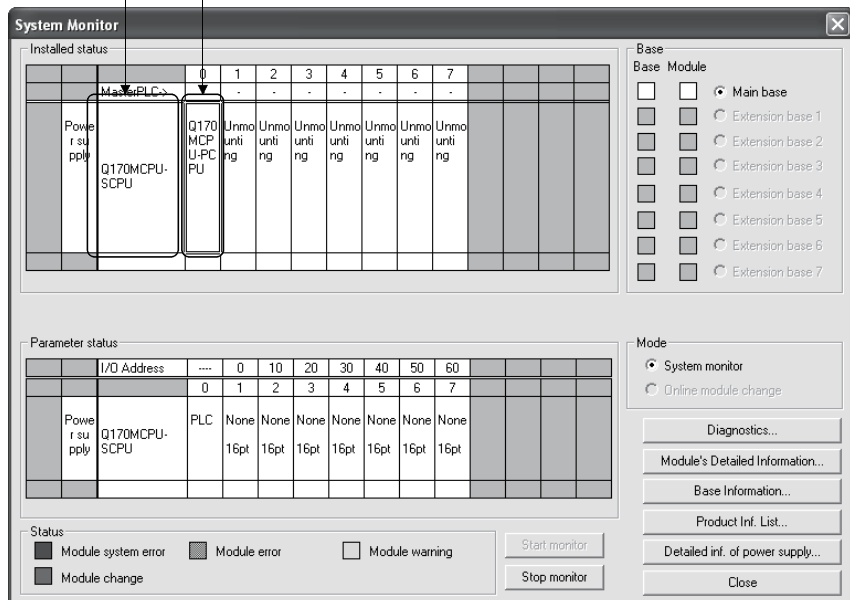 System Monitor
Installed status
0 1 2 3 4 5 6 7
MasterPLC-> - - - - - - -
Powe
r su
pply
Q170MCPU-
SCPU
Q170
MCP
U-PC
PU
Unmo
unti
ng
Unmo
unti
ng
Unmo
unti
ng
Unmo
unti
ng
Unmo
unti
ng
Unmo
unti
ng
Unmo
unti
ng
Base
Base Module
Main base
Extension base 1
Extension base 2
Extension base 3
Extension base 4
Extension base 5
Extension base 6
Extension base 7
Parameter status
I/O Address ---- 0 10 20 30 40 50 60
0 1 2 3 4 5 6 7
Powe
r su
pply
Q170MCPU-
SCPU
PLC None None None None None None None
16pt 16pt 16pt 16pt 16pt 16pt 16pt
Mode
System monitor
Online module change
Diagnostics...
Module's Detailed Information...
Base Information...
Product Inf. List...
Detailed inf. of power supply...
Close
Status
Module system error Module error Module warning
Module change
Start monitor
Stop monitor